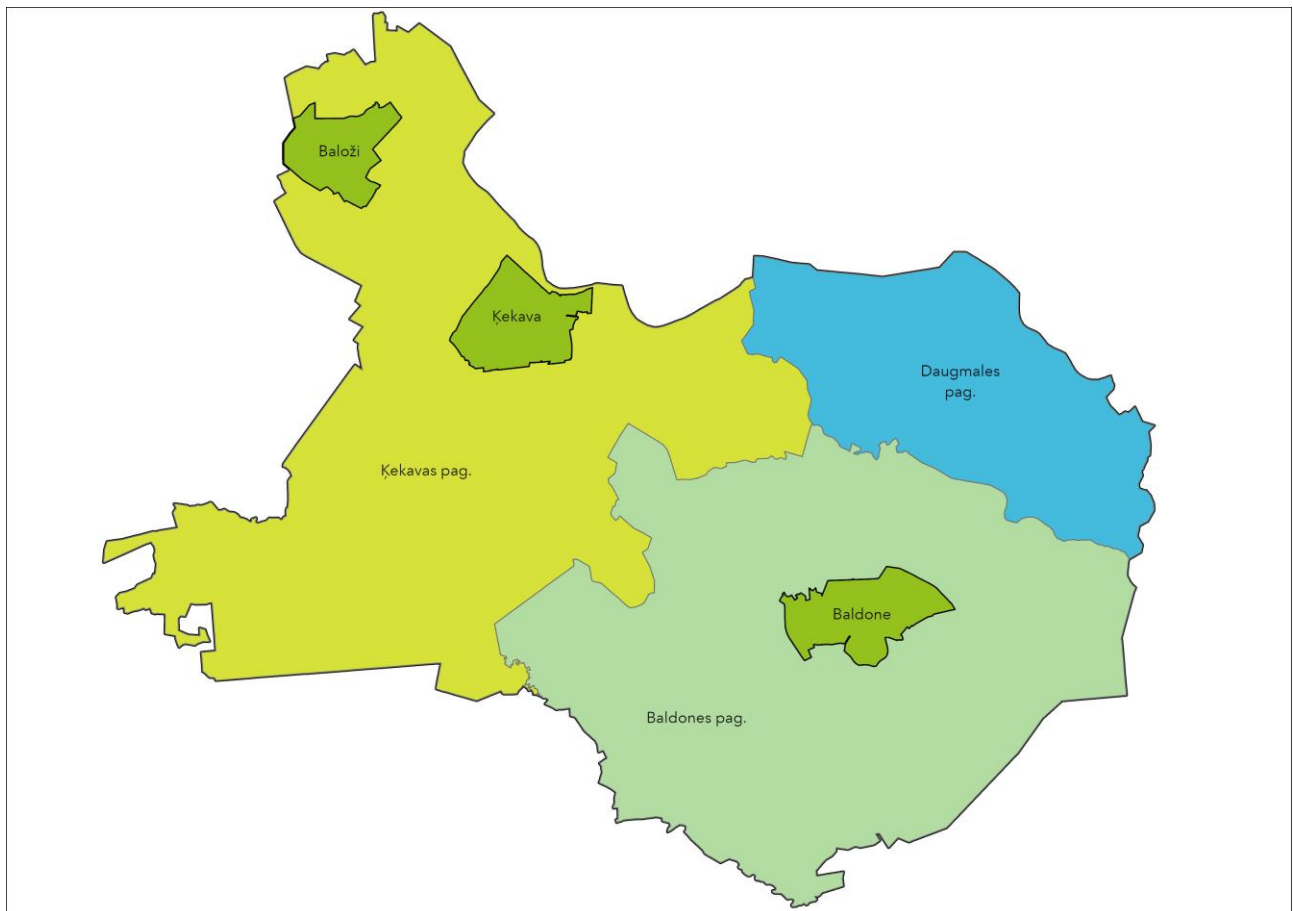 Baloži
Ķekava
Daugmales
pag.
Ķekavas pag.
Baldone
Baldones pag.